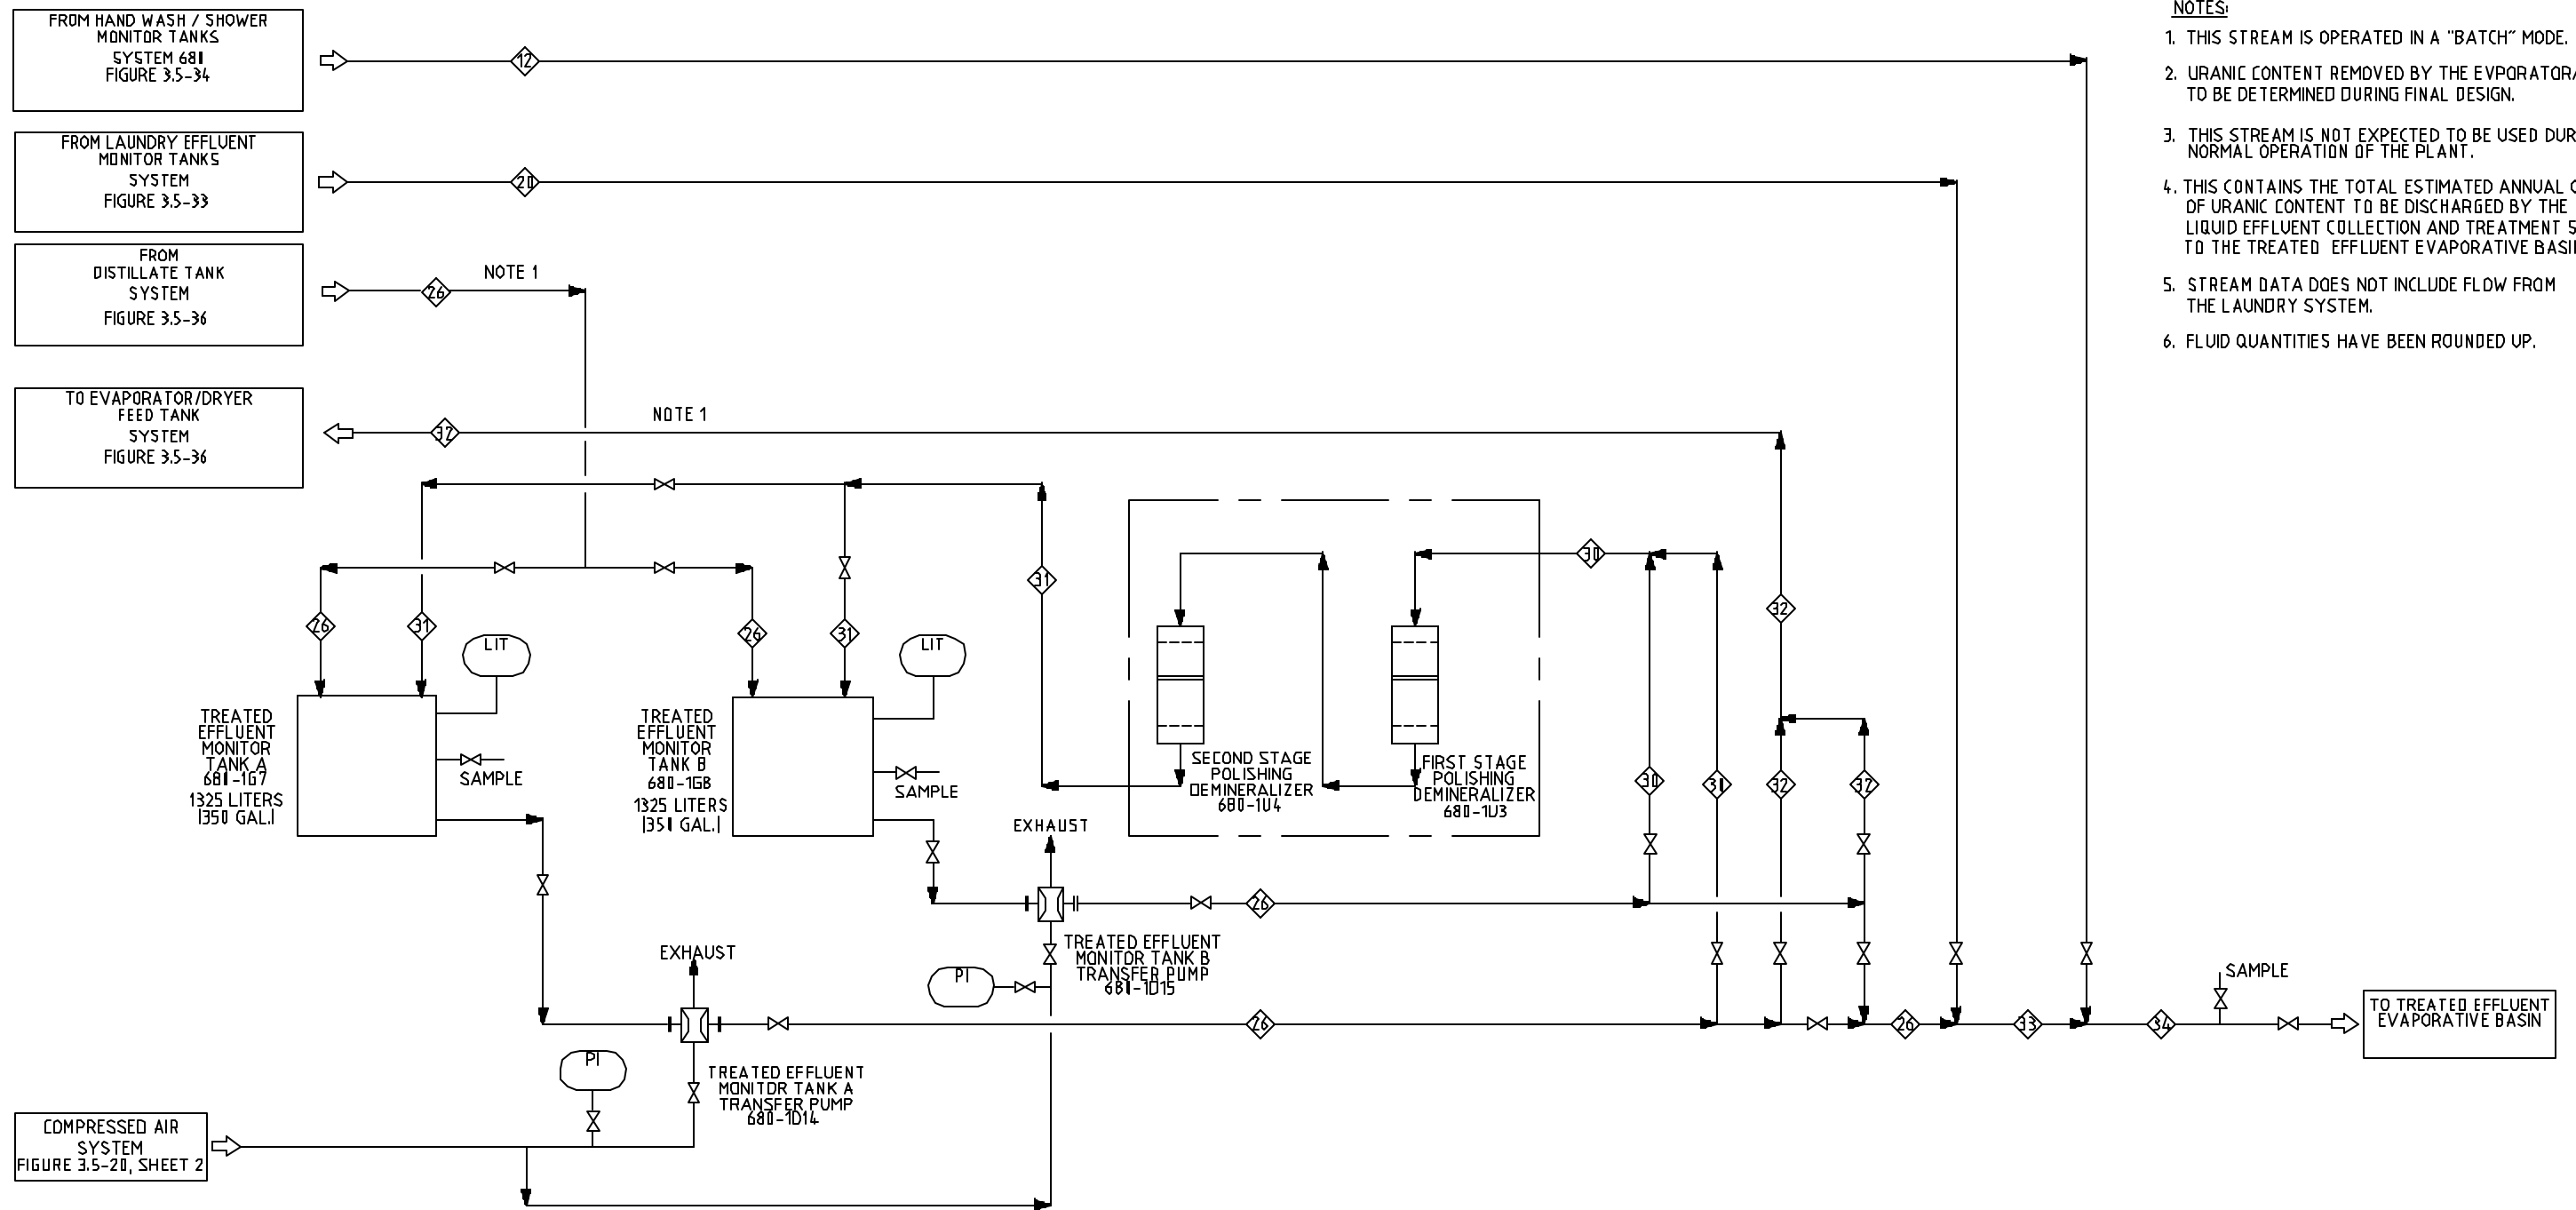 FROM HAND WASH / SHOWER
MONITOR TANKS
SYSTEM 680
FIGURE 3.5-34
12
FROM LAUNDRY EFFLUENT
MONITOR TANKS
SYSTEM
FIGURE 3.5-33
20
FROM
DISTILLATE TANK
SYSTEM
FIGURE 3.5-36
26
NOTE 1
TO EVAPORATOR/DRYER
FEED TANK
SYSTEM
FIGURE 3.5-36
32
NOTE 1
NOTES:
1. THIS STREAM IS OPERATED IN A "BATCH" MODE.
2. URANIC CONTENT REMOVED BY THE EVPORATOR/
TO BE DETERMINED DURING FINAL DESIGN.
3. THIS STREAM IS NOT EXPECTED TO BE USED DUR
NORMAL OPERATION OF THE PLANT.
4. THIS CONTAINS THE TOTAL ESTIMATED ANNUAL
OF URANIC CONTENT TO BE DISCHARGED BY THE
LIQUID EFFLUENT COLLECTION AND TREATMENT S
TO THE TREATED EFFLUENT EVAPORATIVE BASIN
5. STREAM DATA DOES NOT INCLUDE FLOW FROM
THE LAUNDRY SYSTEM.
6. FLUID QUANTITIES HAVE BEEN ROUNDED UP.
26
31
26
31
31
30
32
LIT
LIT
TREATED
EFFLUENT
MONITOR
TANK A
680-1G7
1325 LITERS
(350 GAL.)
SAMPLE
TREATED
EFFLUENT
MONITOR
TANK B
680-1G8
1325 LITERS
(350 GAL.)
SAMPLE
SECOND STAGE
POLISHING
DEMINERALIZER
680-1U4
FIRST STAGE
POLISHING
DEMINERALIZER
680-1U3
30
30
32
32
EXHAUST
26
TREATED EFFLUENT
MONITOR TANK B
TRANSFER PUMP
680-1D15
PI
EXHAUST
26
26
33
34
SAMPLE
TO TREATED EFFLUENT
EVAPORATIVE BASIN
PI
TREATED EFFLUENT
MONITOR TANK A
TRANSFER PUMP
680-1D14
COMPRESSED AIR
SYSTEM
FIGURE 3.5-20, SHEET 2